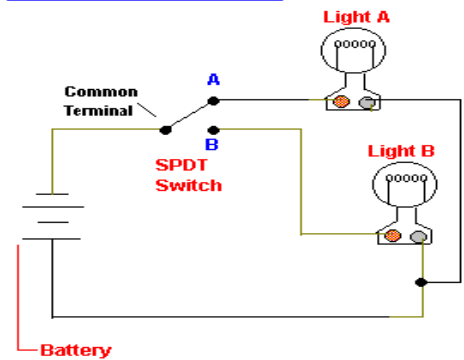 Light A
A
Common
Terminal
B
SPDT
Switch
Light B
Battery